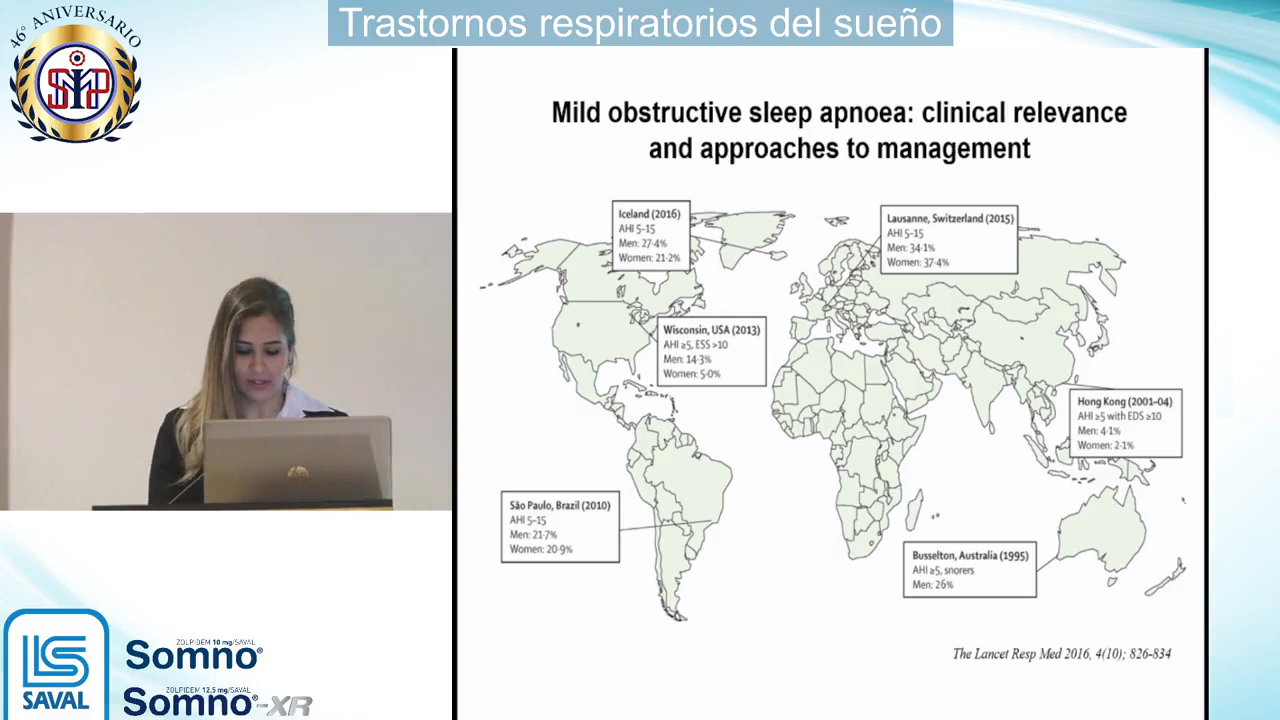 Trastornos respiratorios del sueño
46° ANIVERSARIO
SMP
Mild obstructive sleep apnoea: clinical relevance
and approaches to management
Iceland (2016)
AHI 5-15
Men: 27·4%
Women: 21·2%
Lausanne, Switzerland (2015)
AHI 5-15
Men: 34·1%
Women: 37·4%
Wisconsin, USA (2013)
AHI ≥5, ESS >10
Men: 14·3%
Women: 5·0%
Hong Kong (2001-04)
AHI ≥5 with EDS ≥10
Men: 4·1%
Women: 2·1%
São Paulo, Brazil (2010)
AHI 5-15
Men: 21·7%
Women: 20·9%
Busselton, Australia (1995)
AHI ≥5, snorers
Men: 26%
The Lancet Resp Med 2016, 4(10); 826-834
hp
LS
SAVAL
ZOLPIDEM 10 mg/SAVAL
Somno®
ZOLPIDEM 12,5 mg/SAVAL
Somno®-XR